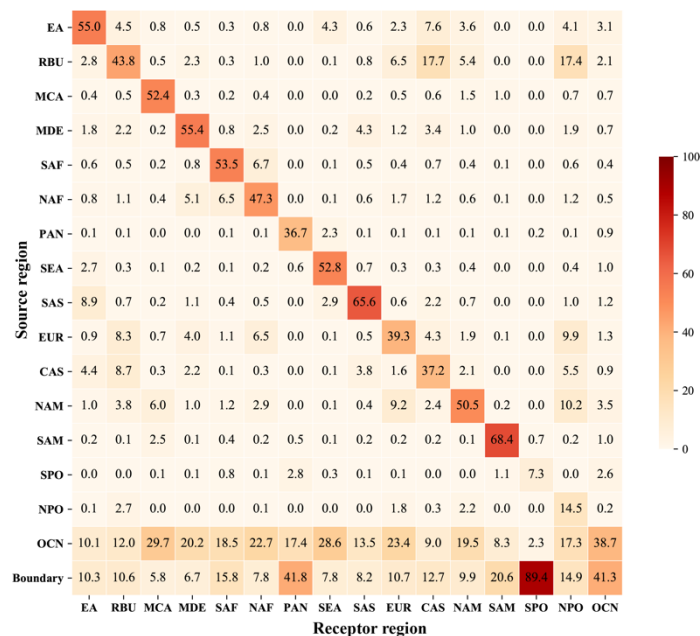 EA 55.0 4.5 0.8 0.5 0.3 0.8 0.0 4.3 0.6 2.3 7.6 3.6 0.0 0.0 4.1 3.1
RBU 2.8 43.8 0.5 2.3 0.3 1.0 0.0 0.1 0.8 6.5 17.7 5.4 0.0 0.0 17.4 2.1
MCA 0.4 0.5 52.4 0.3 0.2 0.4 0.0 0.0 0.2 0.5 0.6 1.5 1.0 0.0 0.7 0.7
MDE 1.8 2.2 0.2 55.4 0.8 2.5 0.0 0.2 4.3 1.2 3.4 1.0 0.0 0.0 1.9 0.7
SAF 0.6 0.5 0.2 0.8 53.5 6.7 0.0 0.1 0.5 0.4 0.7 0.4 0.1 0.0 0.6 0.4
NAF 0.8 1.1 0.4 5.1 6.5 47.3 0.0 0.1 0.6 1.7 1.2 0.6 0.1 0.0 1.2 0.5
PAN 0.1 0.1 0.0 0.0 0.1 0.1 36.7 2.3 0.1 0.1 0.1 0.1 0.1 0.2 0.1 0.9
SEA 2.7 0.3 0.1 0.1 0.1 0.2 0.6 52.8 0.7 0.3 0.3 0.4 0.0 0.0 0.4 1.0
SAS 8.9 0.7 0.2 1.1 0.4 0.5 0.0 2.9 65.6 0.6 2.2 0.7 0.0 0.0 1.0 1.2
EUR 0.9 8.3 0.7 4.0 1.1 6.5 0.0 0.1 0.5 39.3 4.3 1.9 0.1 0.0 9.9 1.3
CAS 4.4 8.7 0.3 2.2 0.1 0.3 0.0 0.1 3.8 1.6 37.2 2.1 0.0 0.0 5.5 0.9
NAM 1.0 3.8 6.0 1.0 1.2 2.9 0.0 0.1 0.4 9.2 2.4 50.5 0.2 0.0 10.2 3.5
SAM 0.2 0.1 2.5 0.1 0.4 0.2 0.5 0.1 0.2 0.2 0.2 0.1 68.4 0.7 0.2 1.0
SPO 0.0 0.0 0.1 0.1 0.8 0.1 2.8 0.3 0.1 0.1 0.0 0.0 1.1 7.3 0.0 2.6
NPO 0.1 2.7 0.0 0.0 0.0 0.1 0.0 0.0 0.0 1.8 0.3 2.2 0.0 0.0 14.5 0.2
OCN 10.1 12.0 29.7 20.2 18.5 22.7 17.4 28.6 13.5 23.4 9.0 19.5 8.3 2.3 17.3 38.7
Boundary 10.3 10.6 5.8 6.7 15.8 7.8 41.8 7.8 8.2 10.7 12.7 9.9 20.6 89.4 14.9 41.3
EA RBU MCA MDE SAF NAF PAN SEA SAS EUR CAS NAM SAM SPO NPO OCN
Receptor region
Source region
100
80
60
40
20
0